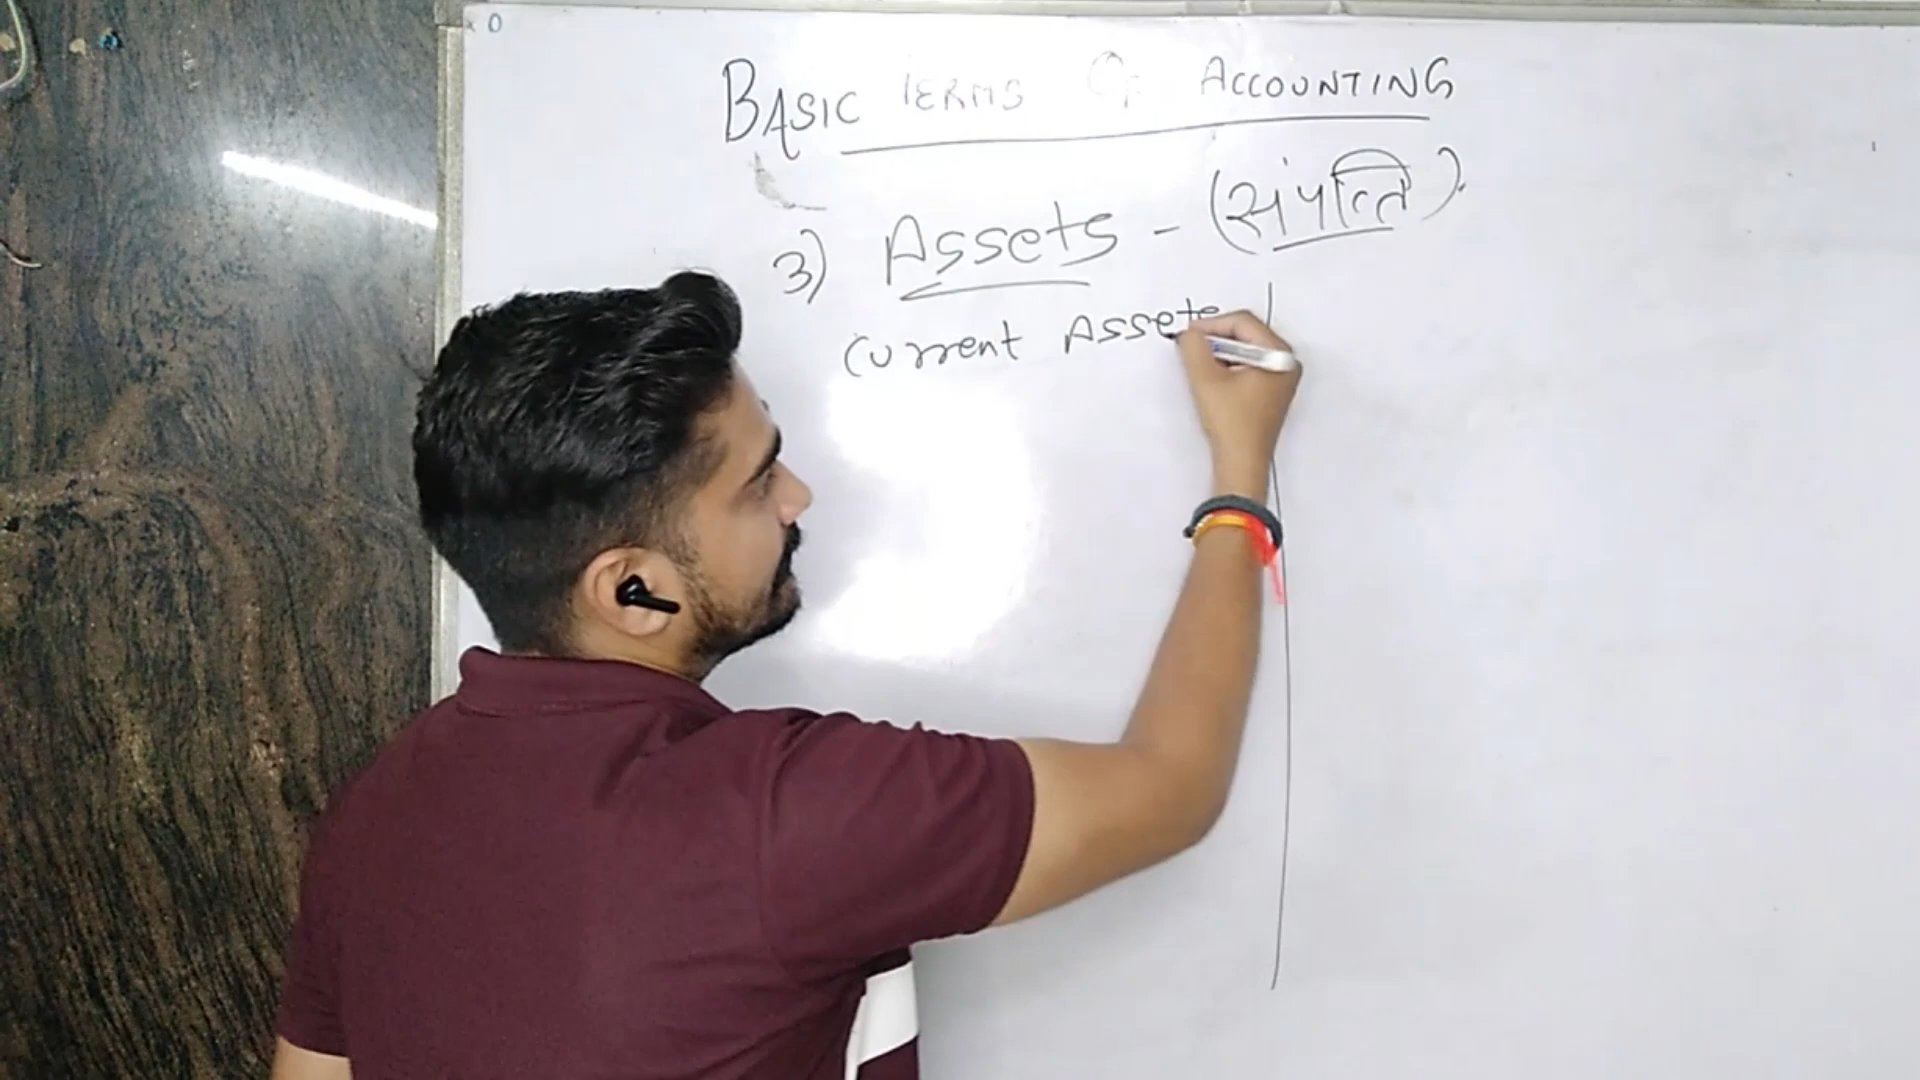 BASIC TERMS OF ACCOUNTING
3) Assets - (संपत्ति).
Current Assets